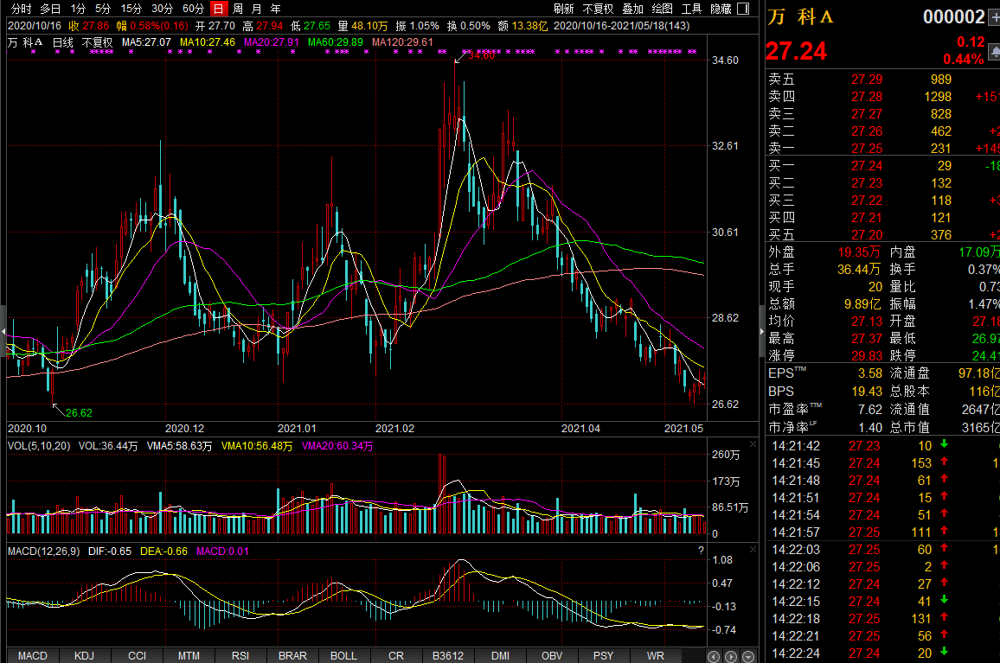 分时 多日 1分 5分 15分 30分 60分 日 周 月 年 刷新 不复权 叠加 绘图 工具 隐藏
2020/10/16 收 27.86 幅 0.58%(0.16) 开 27.70 高 27.94 低 27.65 量 48.10万 振 1.05% 换 0.50% 额 13.38亿 2020/10/16-2021/05/18(143)
万 科A 日线 不复权 MA5:27.07 MA10:27.46 MA20:27.91 MA60:29.89 MA120:29.61
34.60
34.60
32.61
30.61
28.62
26.62
26.62
2020.10 2020.12 2021.01 2021.02 2021.04 2021.05
VOL(5,10,20) VOL:36.44万 VMA5:58.63万 VMA10:56.48万 VMA20:60.34万
260万
173万
86.51万
0
MACD(12,26,9) DIF:-0.65 DEA:-0.66 MACD:0.01 ?
1.08
0.47
-0.13
-0.74
MACD KDJ CCI MTM RSI BRAR BOLL CR B3612 DMI OBV PSY WR
万 科A 000002
27.24 0.12
0.44%
卖五 27.29 989
卖四 27.28 1298 +151
卖三 27.27 828
卖二 27.26 462 +2
卖一 27.25 231 +145
买一 27.24 29 -18
买二 27.23 132
买三 27.22 118 +3
买四 27.21 121
买五 27.20 376 +2
外盘 19.35万 内盘 17.09万
总手 36.44万 换手 0.37%
现手 20 量比 0.73
总额 9.89亿 振幅 1.47%
均价 27.13 开盘 27.18
最高 27.37 最低 26.97
涨停 29.83 跌停 24.41
EPS TTM 3.58 流通盘 97.18亿
BPS 19.43 总股本 116亿
市盈率TTM 7.62 流通值 2647亿
市净率LF 1.40 总市值 3165亿
14:21:42 27.23 10
14:21:45 27.24 153 1
14:21:48 27.24 61
14:21:51 27.24 15
14:21:54 27.24 51
14:21:57 27.25 111 1
14:22:03 27.25 60 1
14:22:06 27.25 2
14:22:12 27.24 27
14:22:15 27.24 41
14:22:18 27.25 131
14:22:21 27.25 56
14:22:24 27.24 20